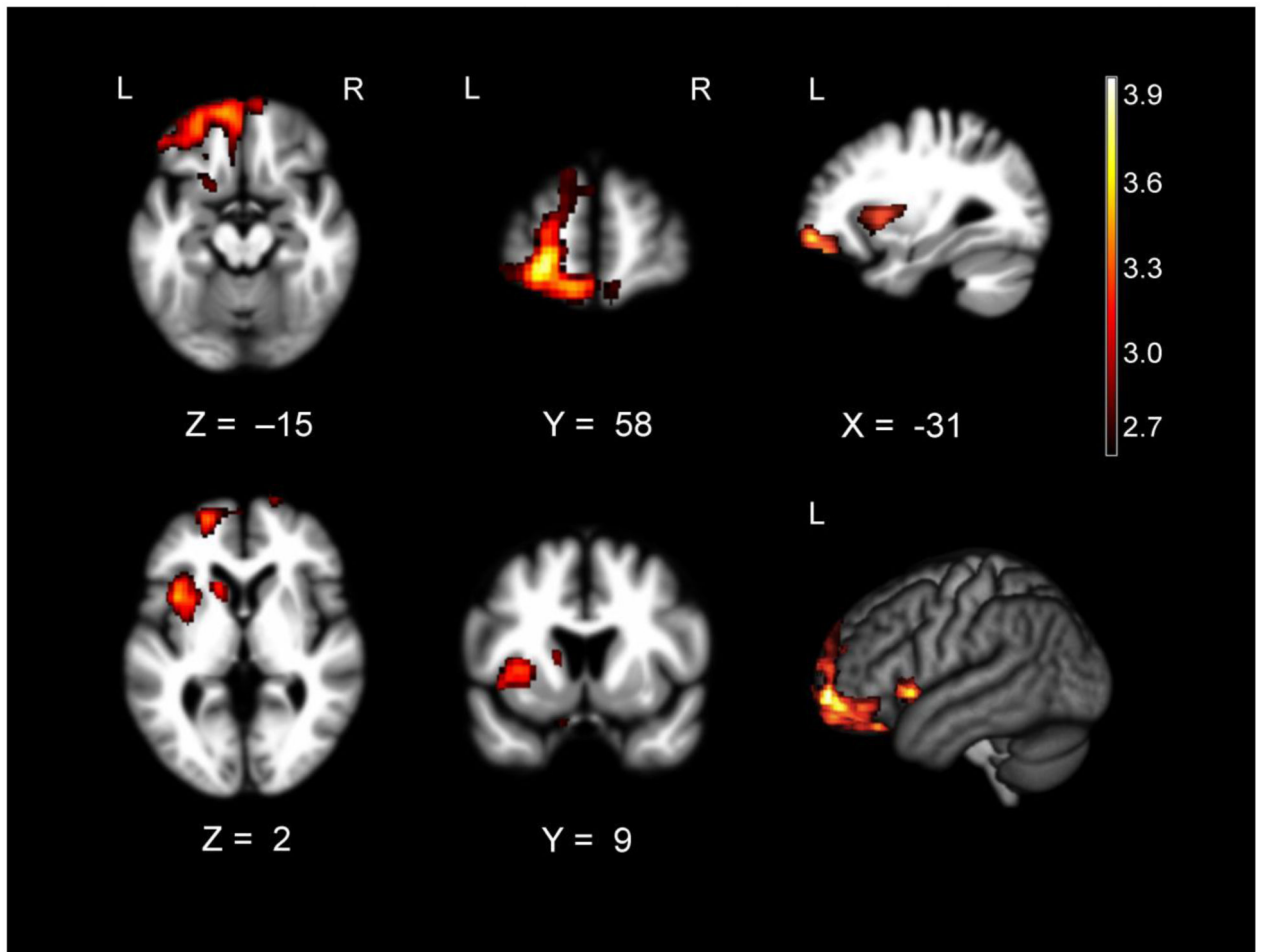 L R L R L
3.9
3.6
3.3
3.0
2.7
Z = –15 Y = 58 X = -31
L
Z = 2 Y = 9